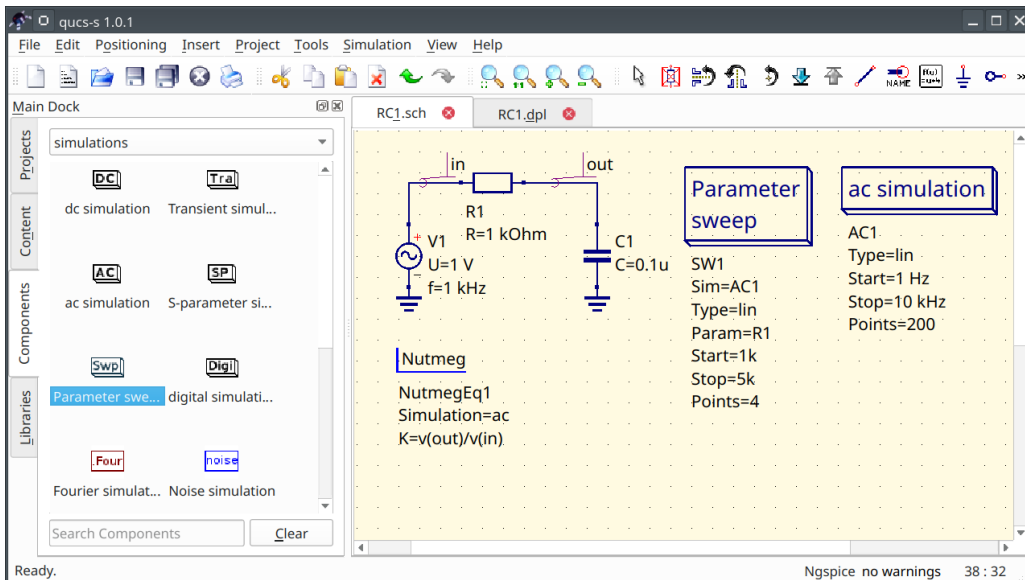 qucs-s 1.0.1
File Edit Positioning Insert Project Tools Simulation View Help
NAME
Main Dock
RC1.sch
RC1.dpl
Projects
Content
Components
Libraries
simulations
DC
Tra
dc simulation
Transient simul...
AC
SP
ac simulation
S-parameter si...
Swp
Digi
Parameter swe...
digital simulati...
.Four
noise
Fourier simulat...
Noise simulation
Search Components
Clear
in
out
R1
R=1 kOhm
+
V1
U=1 V
f=1 kHz
C1
C=0.1u
Nutmeg
NutmegEq1
Simulation=ac
K=v(out)/v(in)
Parameter
sweep
SW1
Sim=AC1
Type=lin
Param=R1
Start=1k
Stop=5k
Points=4
ac simulation
AC1
Type=lin
Start=1 Hz
Stop=10 kHz
Points=200
Ready.
Ngspice no warnings 38 : 32